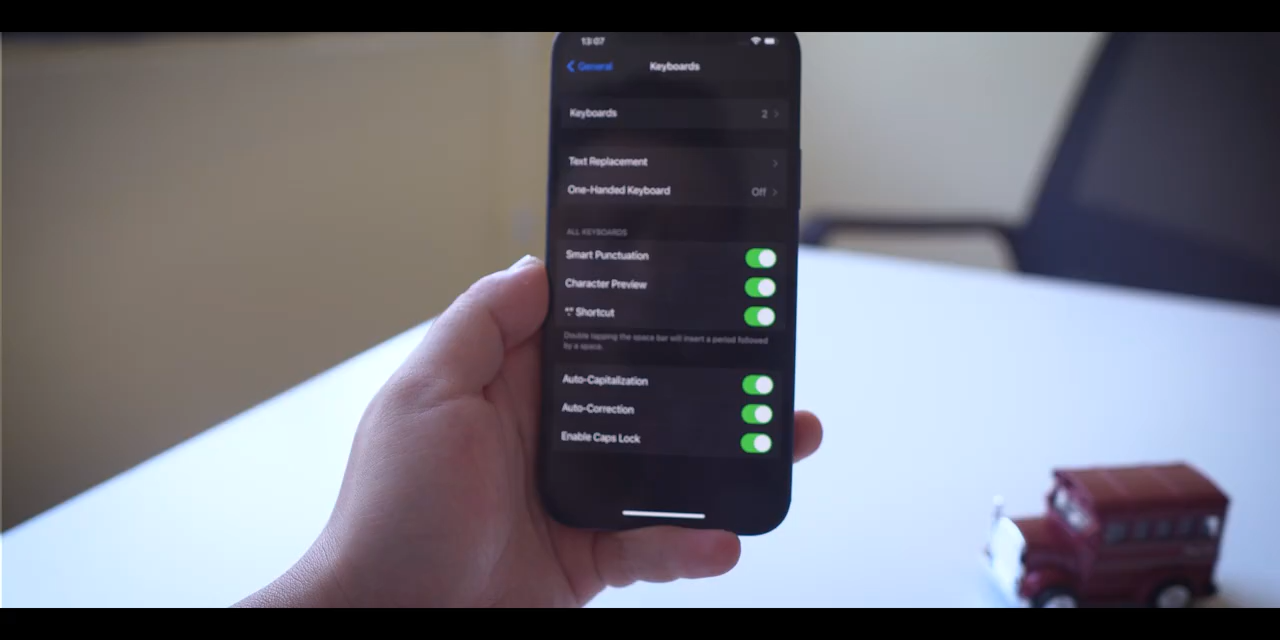 13:07
General Keyboards
Keyboards 2
Text Replacement
One-Handed Keyboard Off
ALL KEYBOARDS
Smart Punctuation
Character Preview
"." Shortcut
Double tapping the space bar will insert a period followed
by a space.
Auto-Capitalization
Auto-Correction
Enable Caps Lock